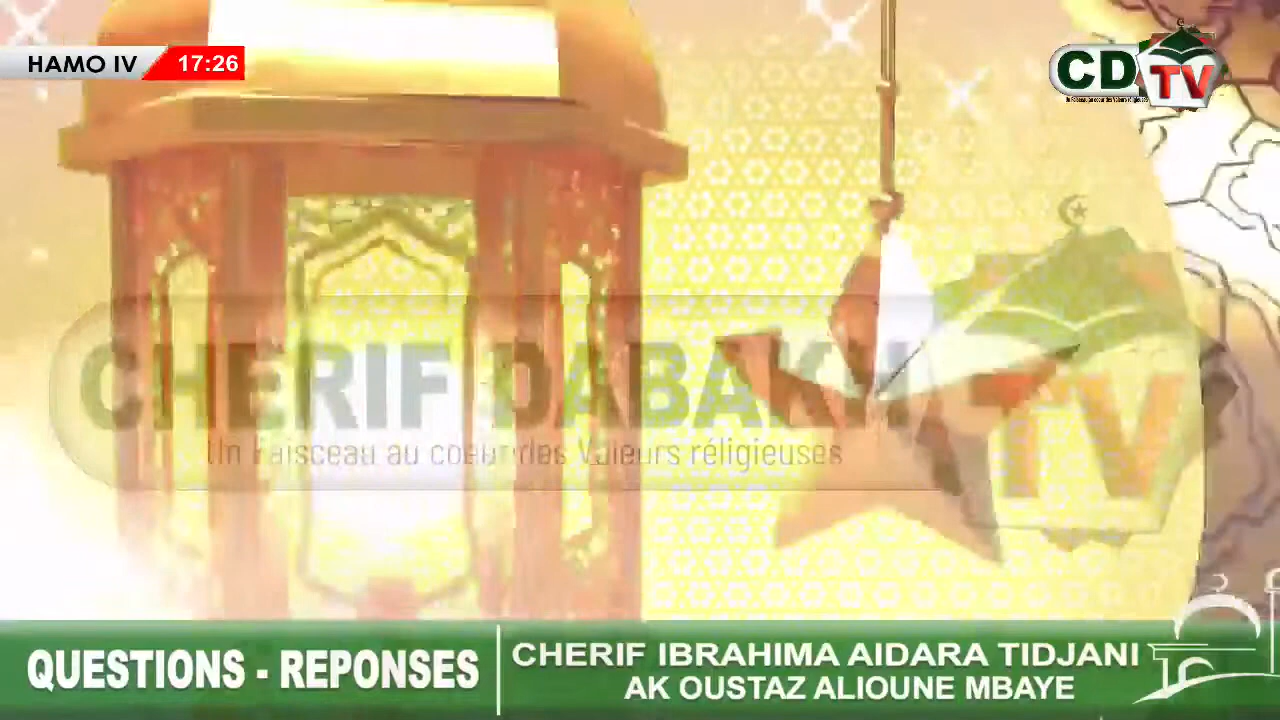 HAMO IV 17:26
CD TV
CHERIF DABAKH TV
Un Faisceau au coeur des Valeurs réligieuses
QUESTIONS - REPONSES
CHERIF IBRAHIMA AIDARA TIDJANI
AK OUSTAZ ALIOUNE MBAYE